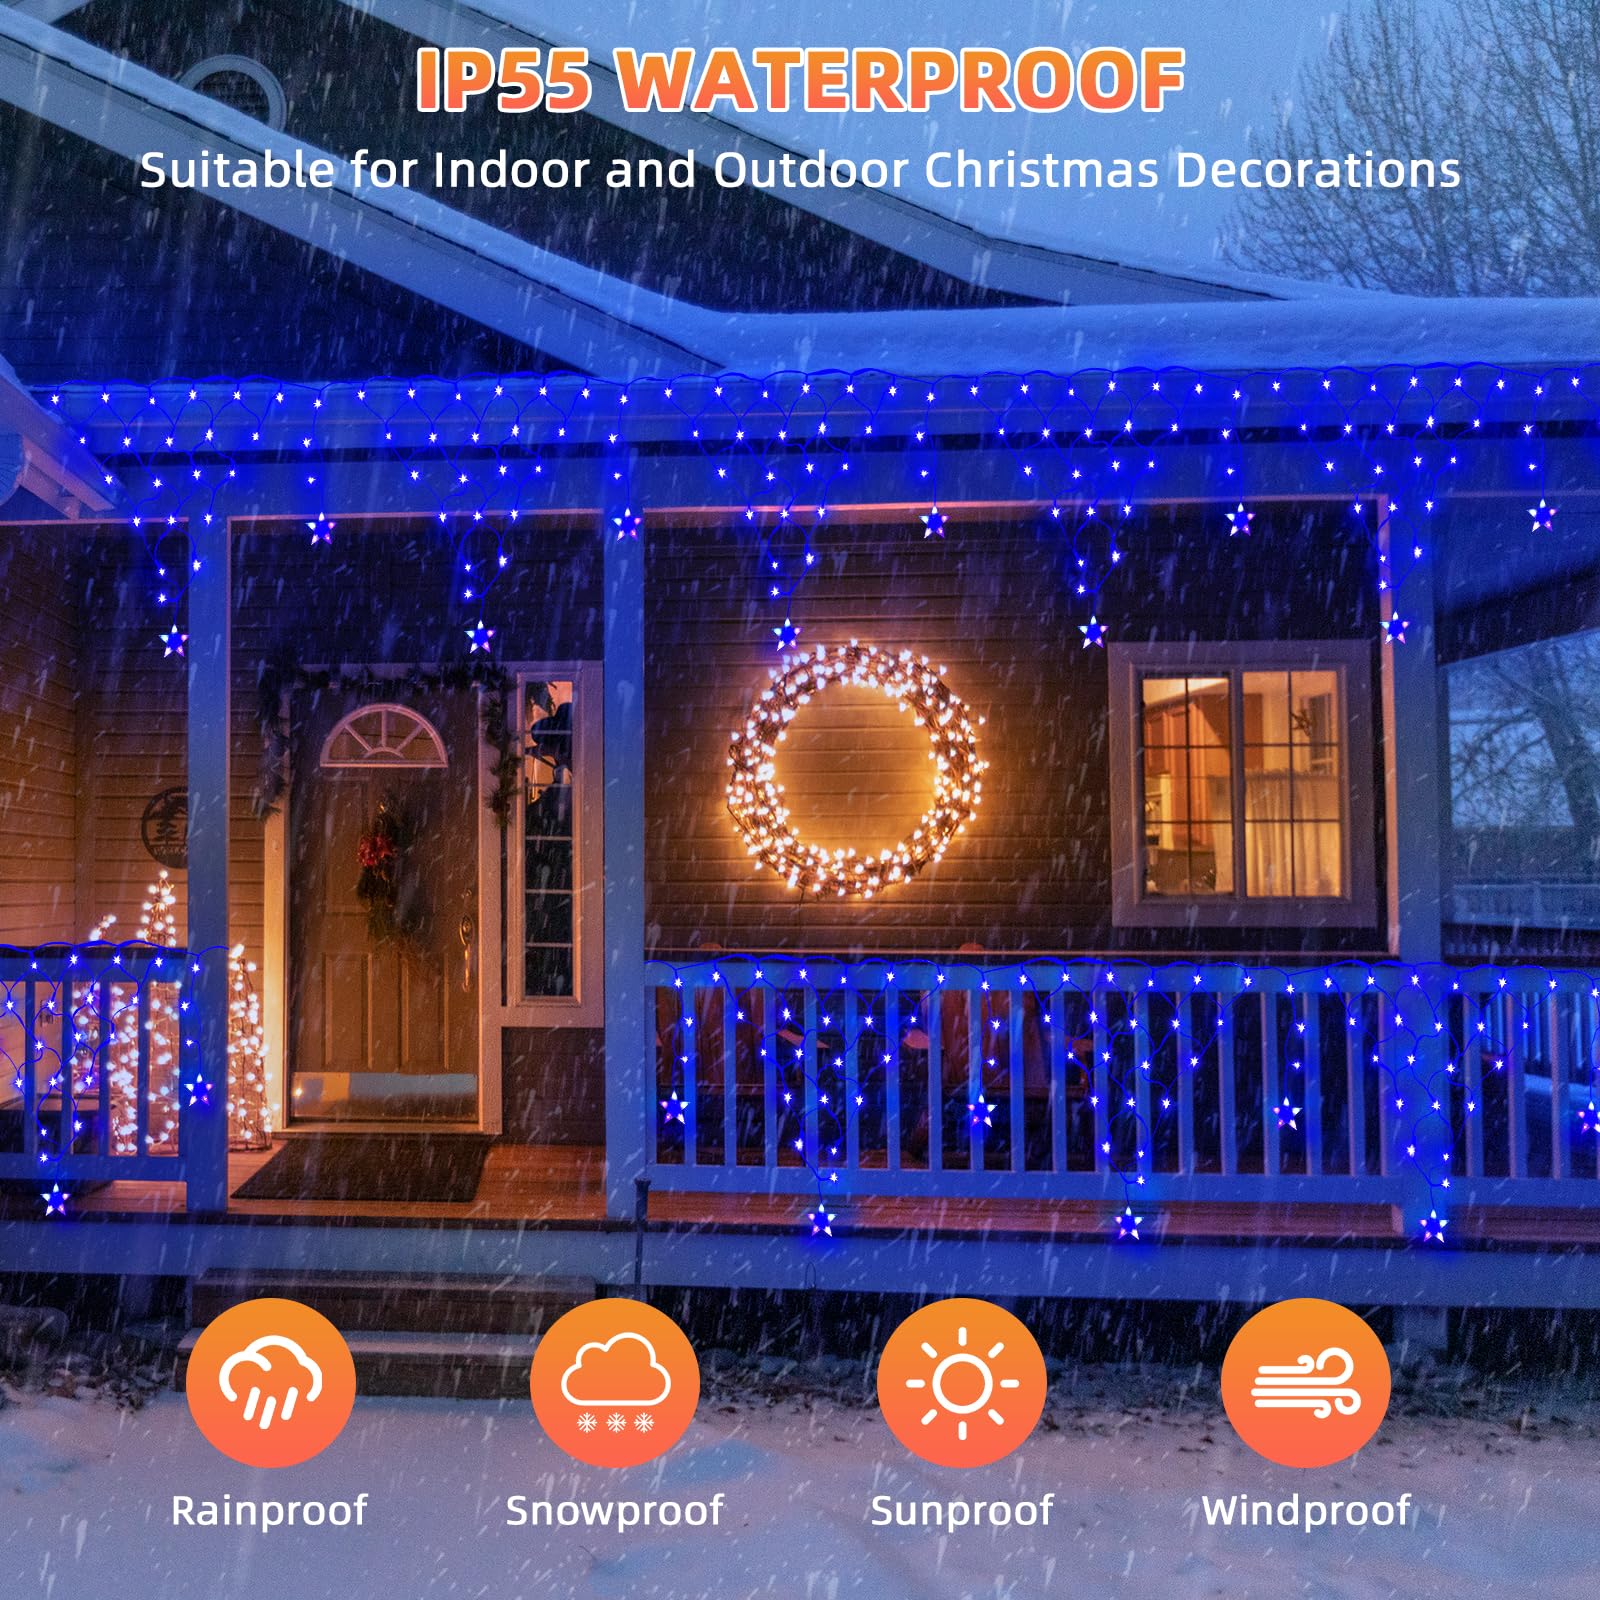 IP55 WATERPROOF
Suitable for Indoor and Outdoor Christmas Decorations
Rainproof
Snowproof
Sunproof
Windproof